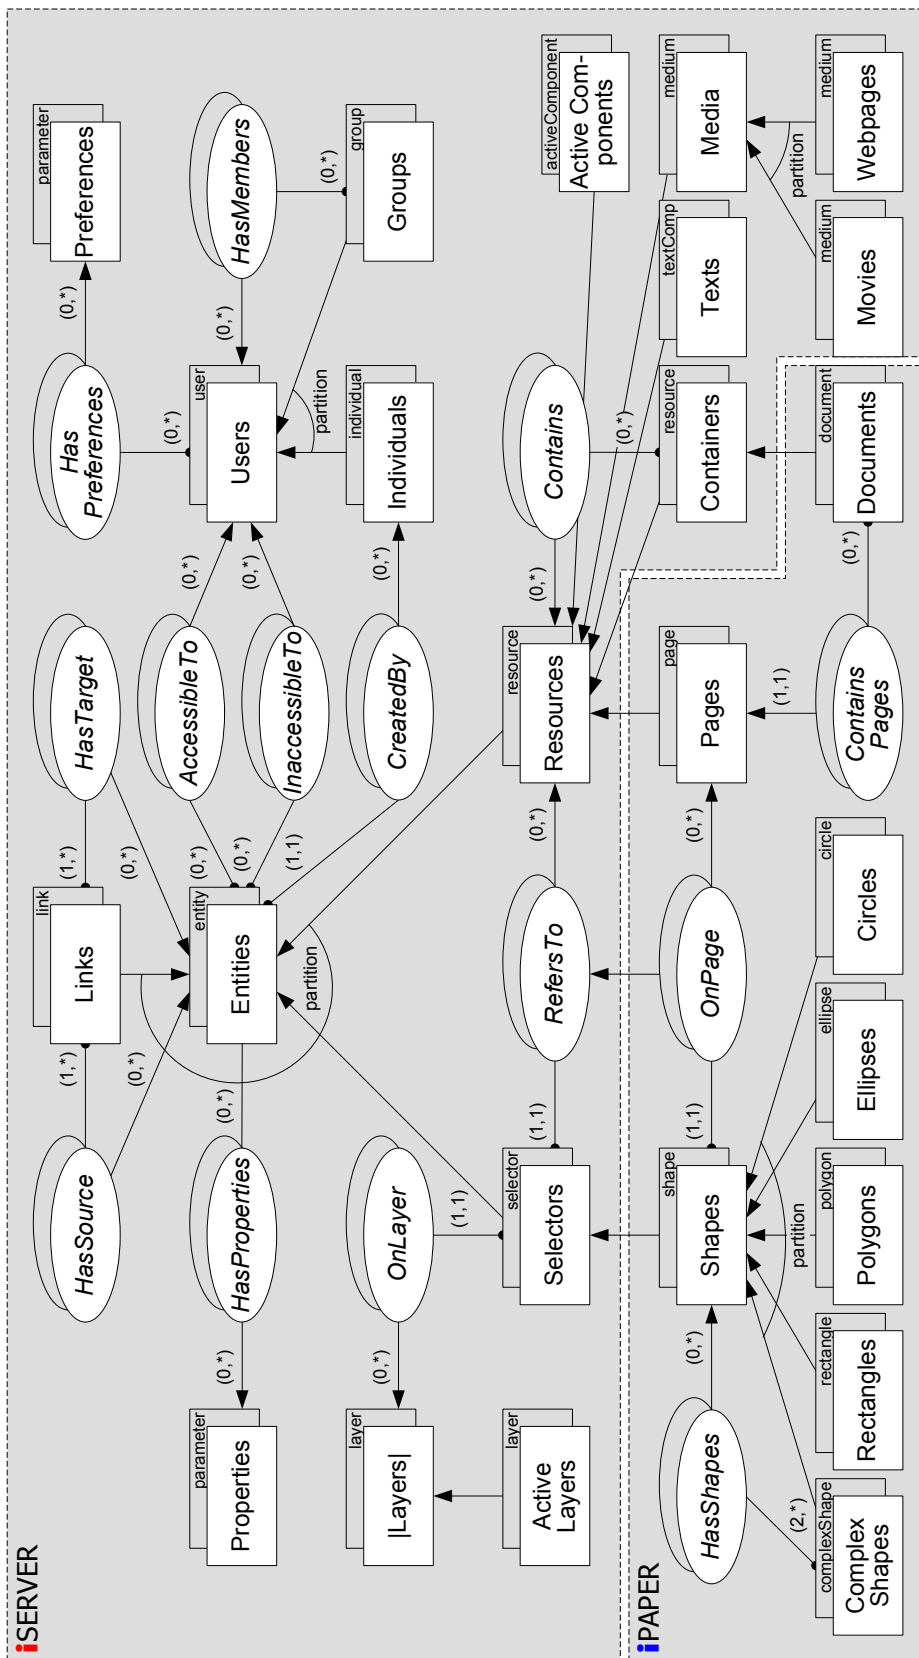 iSERVER
HasSource
(1,*)
link
Links
(1,*)
HasTarget
Has
Preferences
(0,*)
parameter
Preferences
(0,*)
(0,*)
(0,*)
parameter
Properties
(0,*)
HasProperties
(0,*)
entity
Entities
(0,*)
(0,*)
(1,1)
partition
AccessibleTo
InaccessibleTo
(0,*)
(0,*)
user
Users
(0,*)
HasMembers
(0,*)
partition
layer
|Layers|
(0,*)
OnLayer
(1,1)
CreatedBy
(0,*)
individual
Individuals
group
Groups
layer
Active
Layers
selector
Selectors
(1,1)
RefersTo
(0,*)
resource
Resources
(0,*)
Contains
(0,*)
activeComponent
Active Com-
ponents
iPAPER
HasShapes
(0,*)
(2,*)
shape
Shapes
(1,1)
OnPage
(0,*)
page
Pages
(1,1)
resource
Containers
textComp
Texts
medium
Media
partition
partition
complexShape
Complex
Shapes
rectangle
Rectangles
polygon
Polygons
ellipse
Ellipses
circle
Circles
Contains
Pages
(0,*)
document
Documents
medium
Movies
medium
Webpages